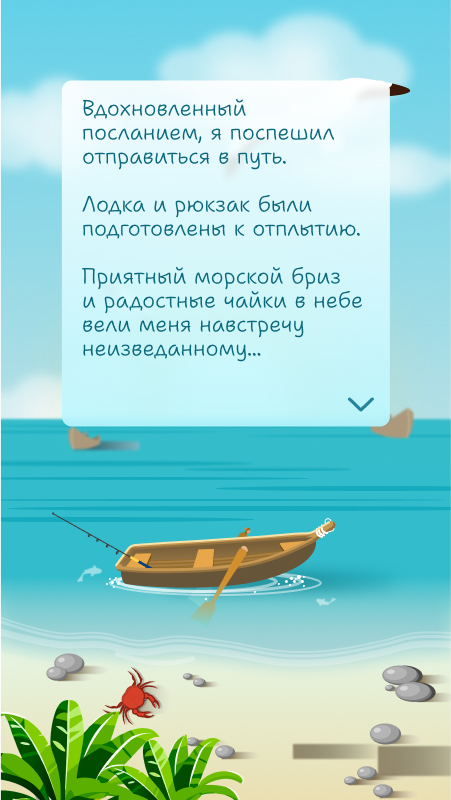 Вдохновленный
посланием, я поспешил
отправиться в путь.
Лодка и рюкзак были
подготовлены к отплытию.
Приятный морской бриз
и радостные чайки в небе
вели меня навстречу
неизведанному...